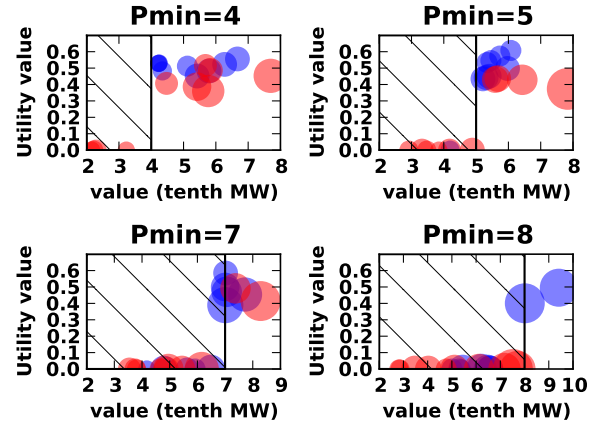 Pmin=4
Utility value
0.6
0.5
0.4
0.3
0.2
0.1
0.0
2 3 4 5 6 7 8
value (tenth MW)
Pmin=5
Utility value
0.6
0.5
0.4
0.3
0.2
0.1
0.0
2 3 4 5 6 7 8
value (tenth MW)
Pmin=7
Utility value
0.6
0.5
0.4
0.3
0.2
0.1
0.0
2 3 4 5 6 7 8 9
value (tenth MW)
Pmin=8
Utility value
0.6
0.5
0.4
0.3
0.2
0.1
0.0
2 3 4 5 6 7 8 9 10
value (tenth MW)